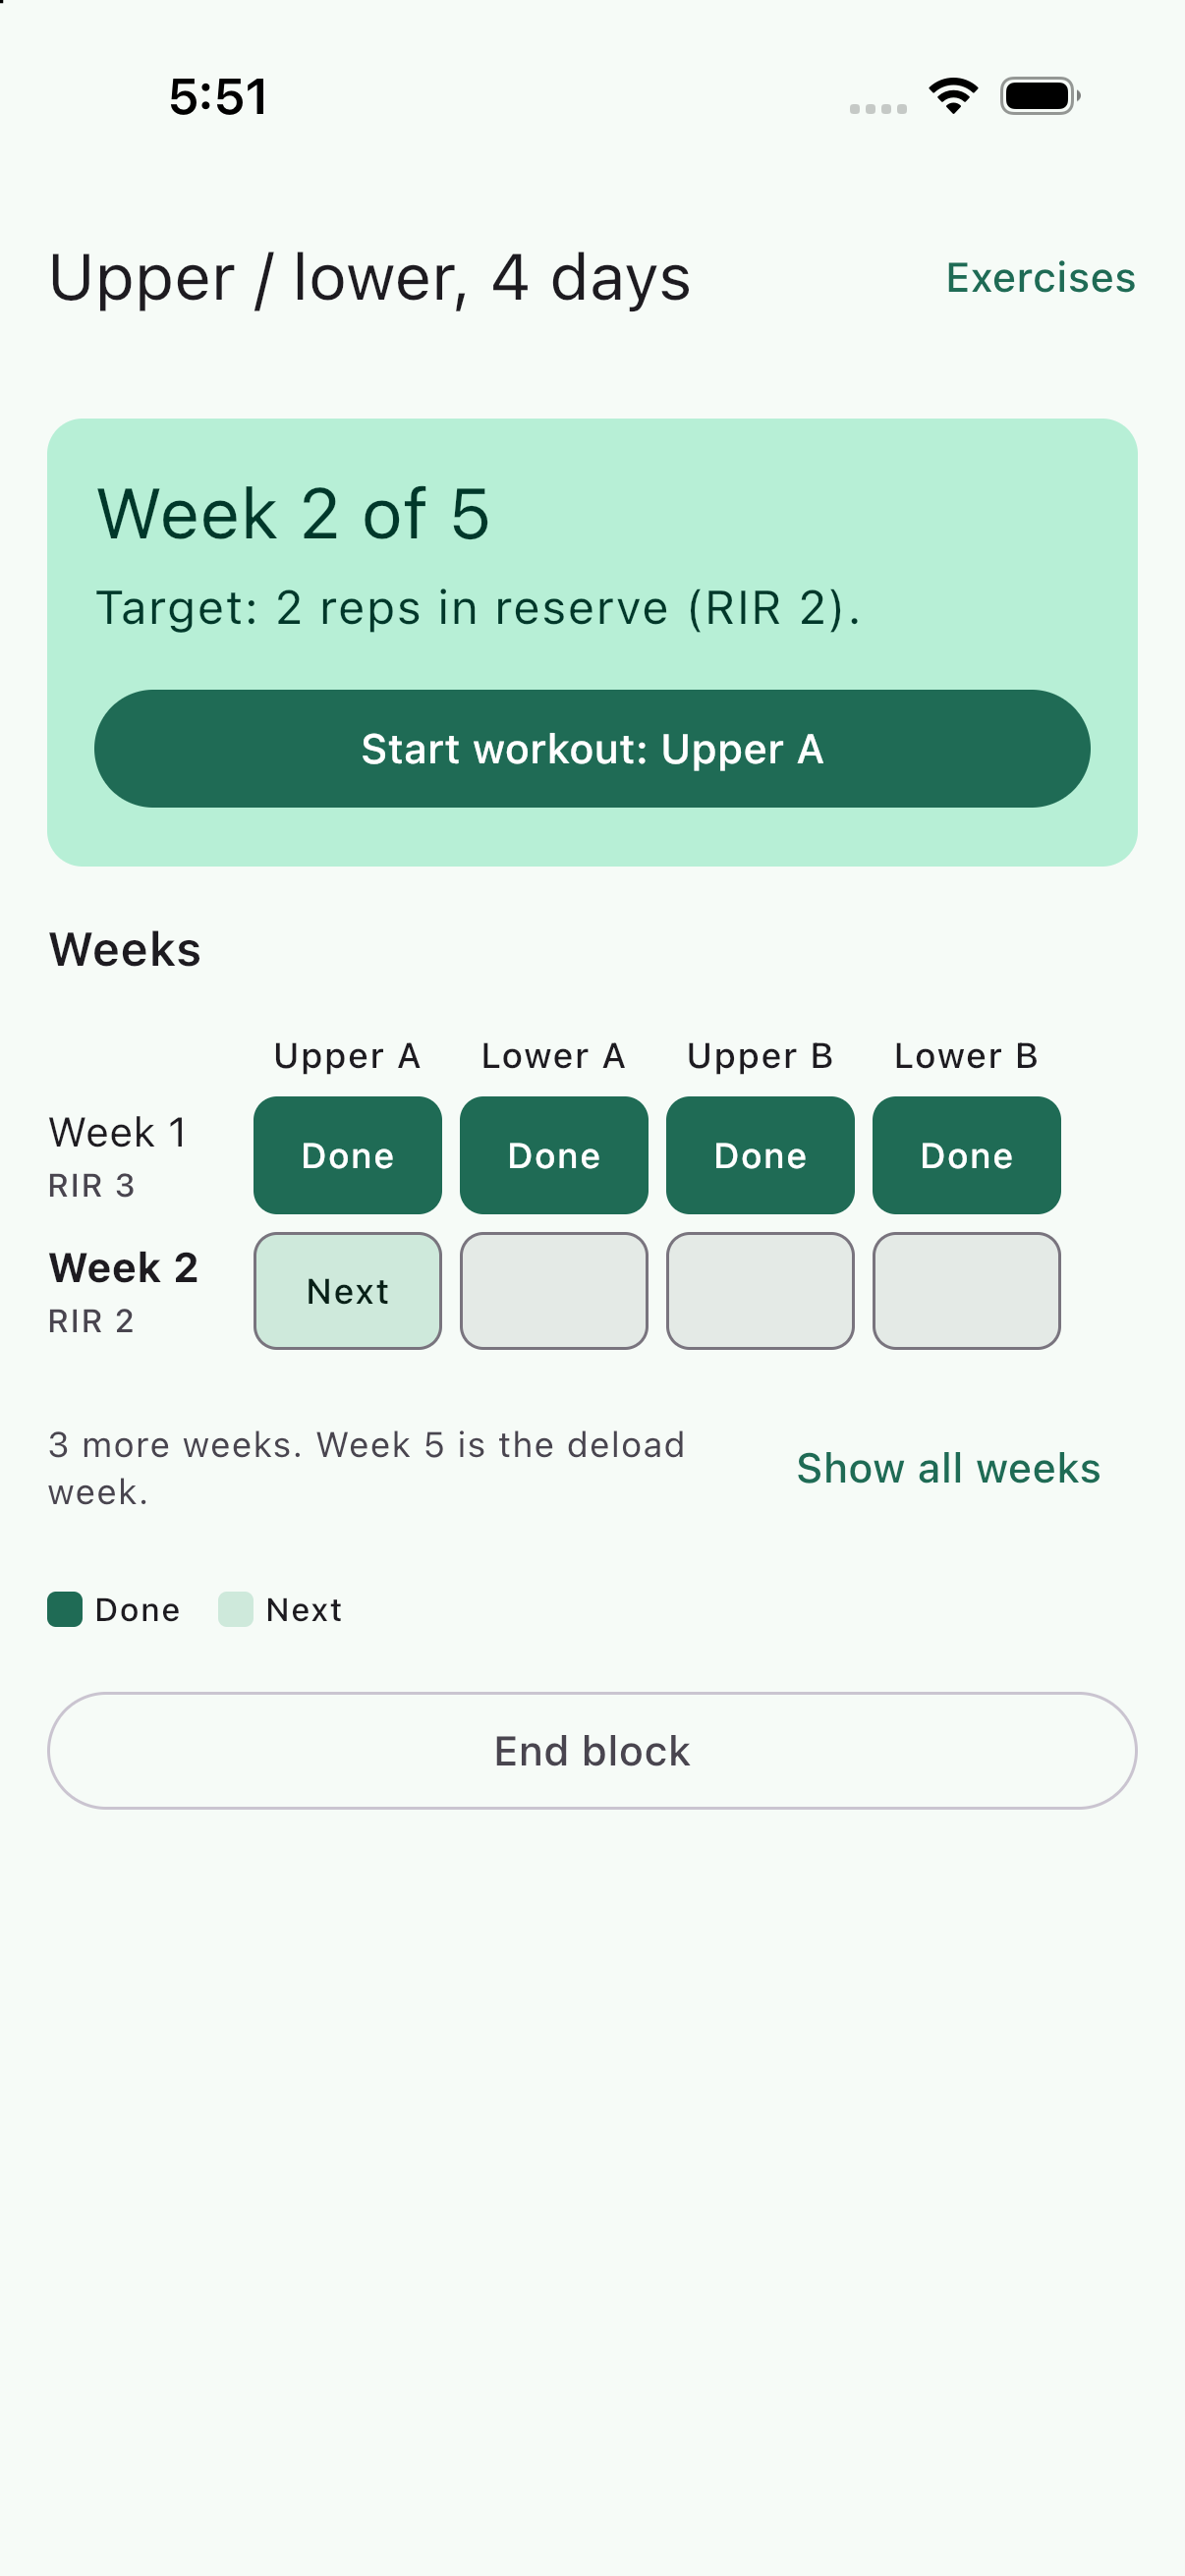 5:51
Upper / lower, 4 days
Exercises
Week 2 of 5
Target: 2 reps in reserve (RIR 2).
Start workout: Upper A
Weeks
Upper A Lower A Upper B Lower B
Week 1
RIR 3
Done Done Done Done
Week 2
RIR 2
Next
3 more weeks. Week 5 is the deload
week.
Show all weeks
Done Next
End block